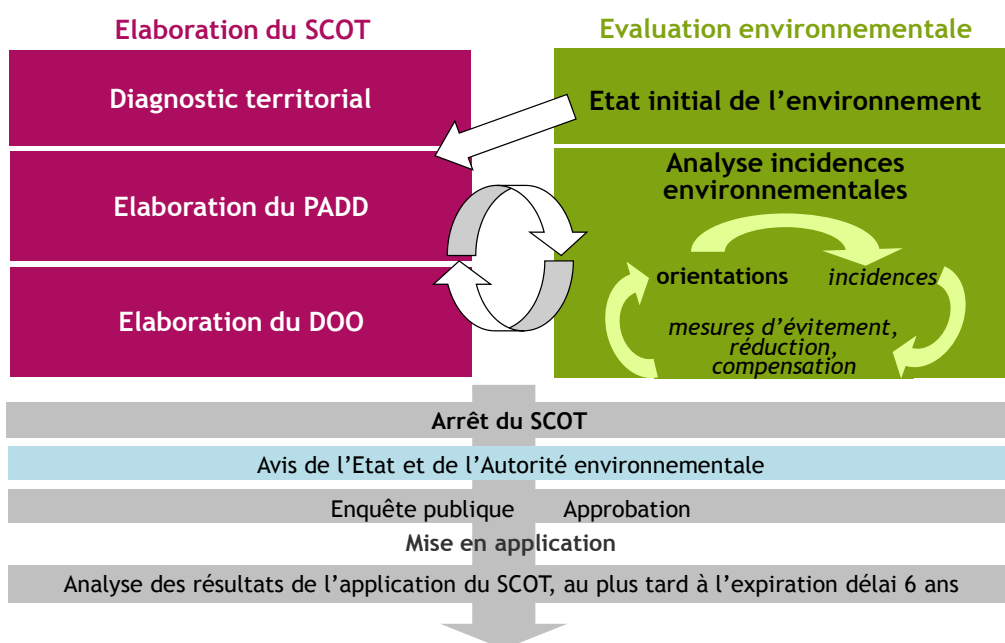 Elaboration du SCOT
Evaluation environnementale
Diagnostic territorial
Etat initial de l’environnement
Elaboration du PADD
Analyse incidences
environnementales
orientations
incidences
Elaboration du DOO
mesures d’évitement,
réduction,
compensation
Arrêt du SCOT
Avis de l’Etat et de l’Autorité environnementale
Enquête publique Approbation
Mise en application
Analyse des résultats de l’application du SCOT, au plus tard à l’expiration délai 6 ans